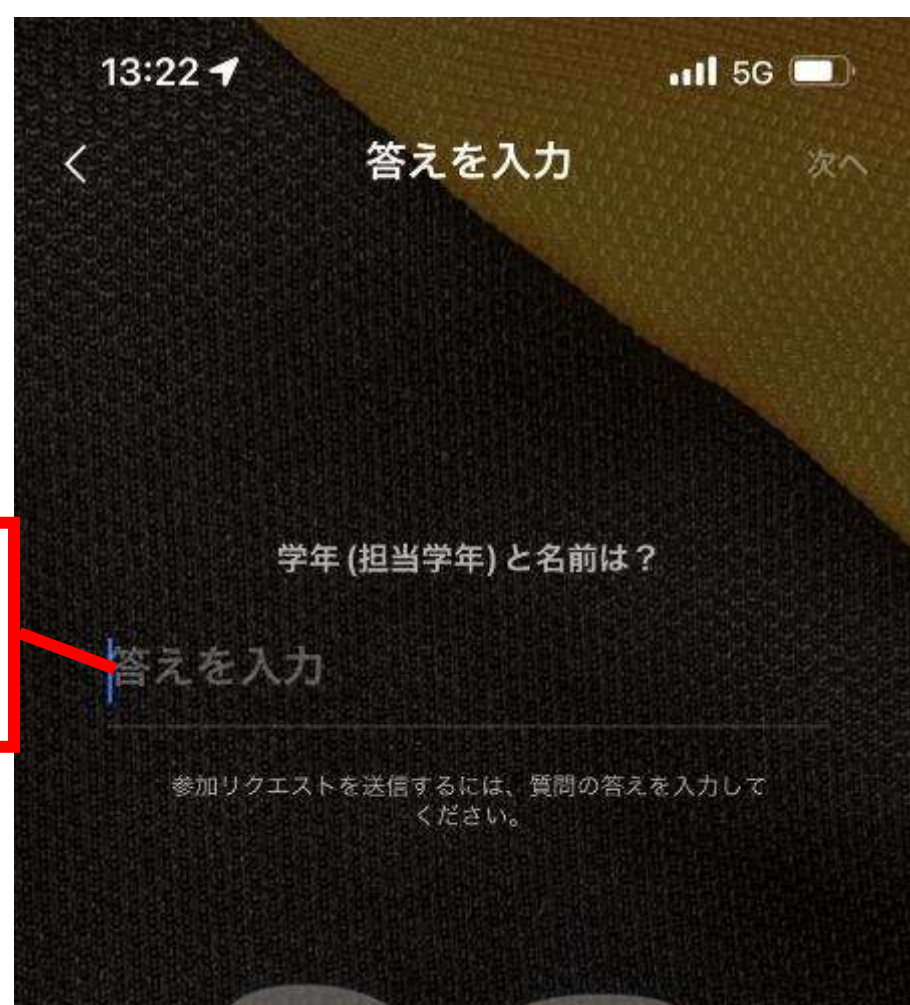 13:22
5G
答えを入力
次へ
学年 (担当学年) と名前は？
答えを入力
参加リクエストを送信するには、質問の答えを入力して
ください。